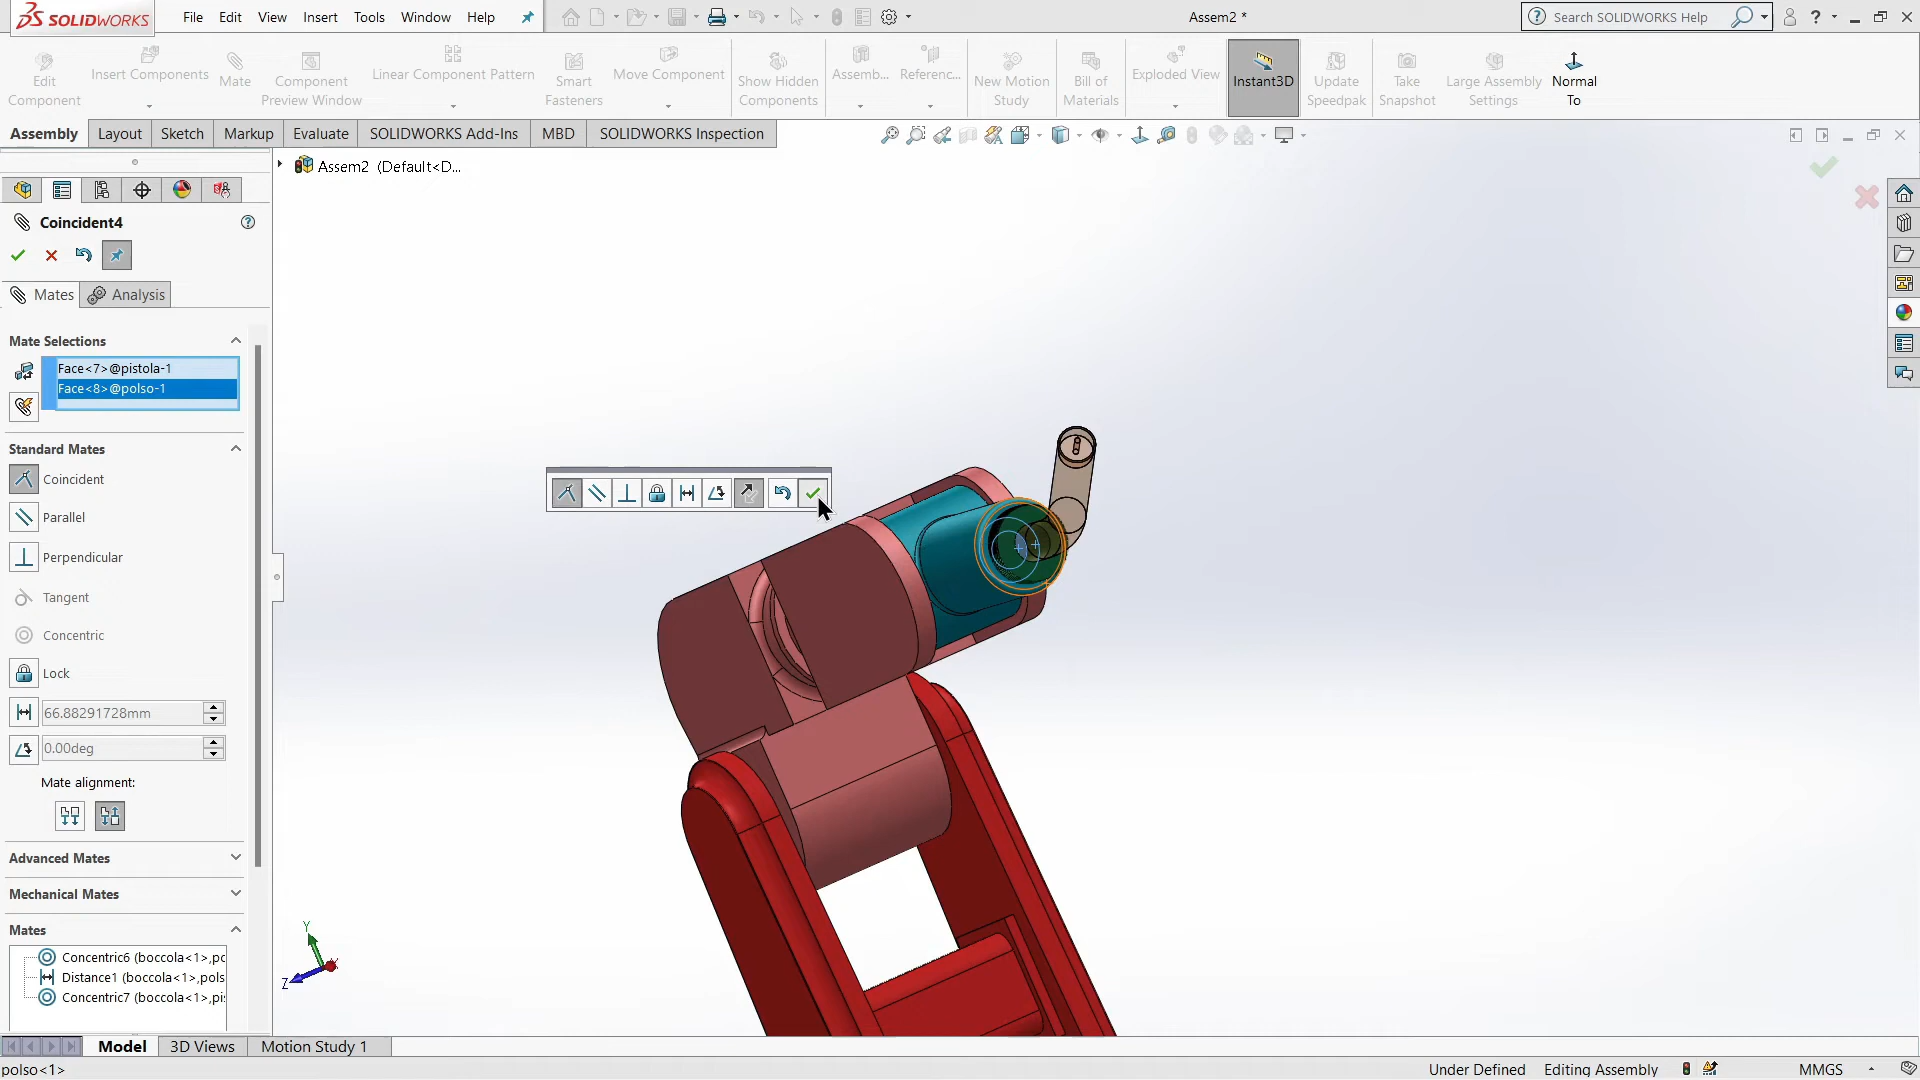 SOLIDWORKS
File Edit View Insert Tools Window Help
Assem2 *
Search SOLIDWORKS Help
Edit Component
Insert Components
Mate
Component Preview Window
Linear Component Pattern
Smart Fasteners
Move Component
Show Hidden Components
Assemb...
Referenc...
New Motion Study
Bill of Materials
Exploded View
Instant3D
Update Speedpak
Take Snapshot
Large Assembly Settings
Normal To
Assembly Layout Sketch Markup Evaluate SOLIDWORKS Add-Ins MBD SOLIDWORKS Inspection
Assem2 (Default<D...
Coincident4
Mates Analysis
Mate Selections
Face<7>@pistola-1
Face<8>@polso-1
Standard Mates
Coincident
Parallel
Perpendicular
Tangent
Concentric
Lock
66.88291728mm
0.00deg
Mate alignment:
Advanced Mates
Mechanical Mates
Mates
Concentric6 (boccola<1>,pc
Distance1 (boccola<1>,pols
Concentric7 (boccola<1>,pi
Y
Z
Model 3D Views Motion Study 1
polso<1>
Under Defined Editing Assembly MMGS